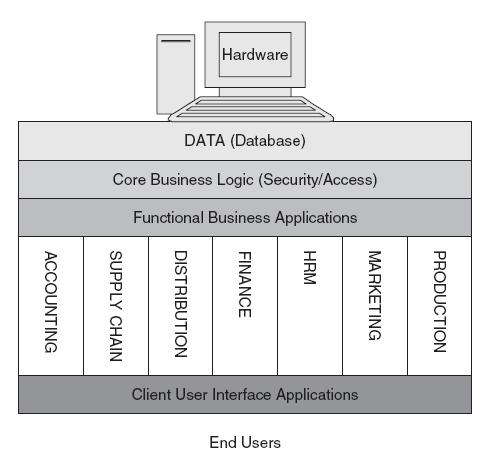 Hardware
DATA (Database)
Core Business Logic (Security/Access)
Functional Business Applications
ACCOUNTING
SUPPLY CHAIN
DISTRIBUTION
FINANCE
HRM
MARKETING
PRODUCTION
Client User Interface Applications
End Users